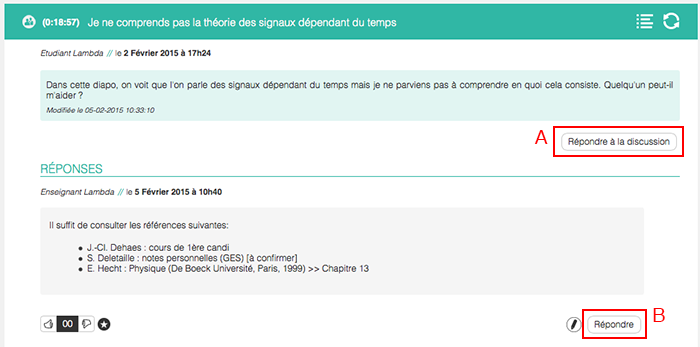 (0:18:57) Je ne comprends pas la théorie des signaux dépendant du temps
Etudiant Lambda // le 2 Février 2015 à 17h24
Dans cette diapo, on voit que l'on parle des signaux dépendant du temps mais je ne parviens pas à comprendre en quoi cela consiste. Quelqu'un peut-il
m'aider ?
Modifiée le 05-02-2015 10:33:10
A
Répondre à la discussion
RÉPONSES
Enseignant Lambda // le 5 Février 2015 à 10h40
Il suffit de consulter les références suivantes:
• J.-Cl. Dehaes : cours de 1ère candi
• S. Deletaille : notes personnelles (GES) [à confirmer]
• E. Hecht : Physique (De Boeck Université, Paris, 1999) >> Chapitre 13
00
Répondre
B